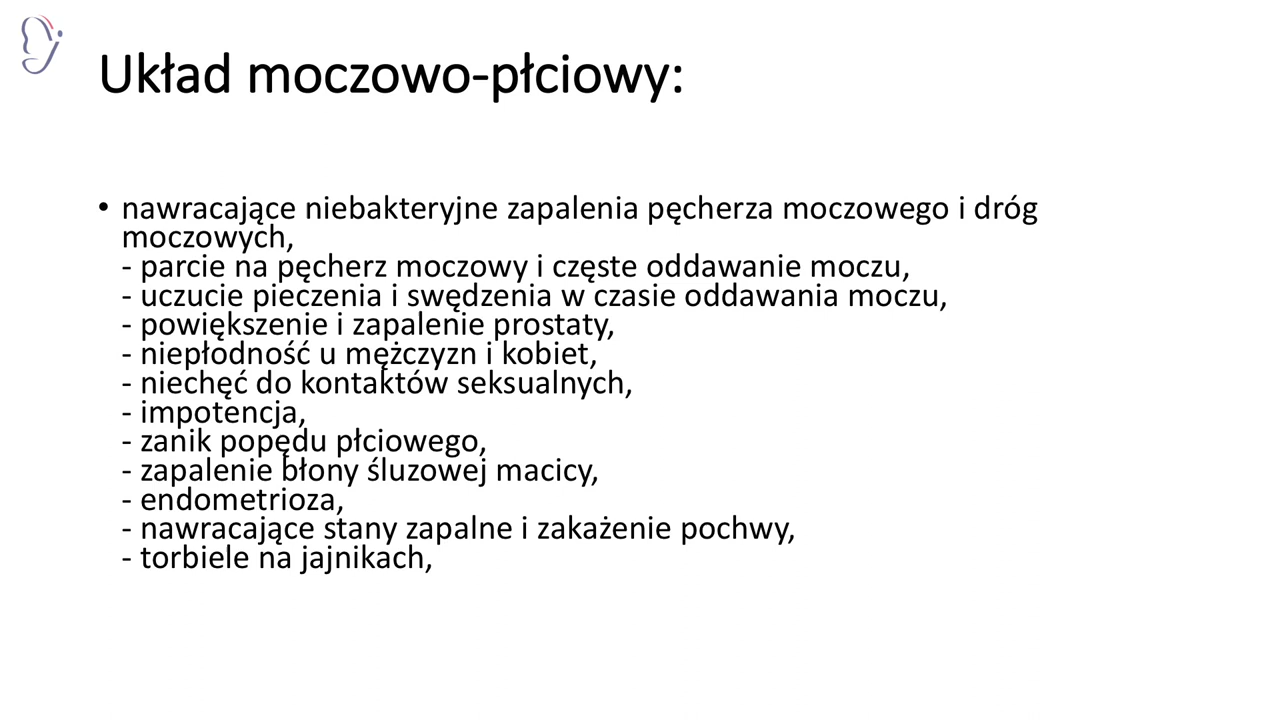 Układ moczowo-płciowy:
• nawracające niebakteryjne zapalenia pęcherza moczowego i dróg
moczowych,
- parcie na pęcherz moczowy i częste oddawanie moczu,
- uczucie pieczenia i swędzenia w czasie oddawania moczu,
- powiększenie i zapalenie prostaty,
- niepłodność u mężczyzn i kobiet,
- niechęć do kontaktów seksualnych,
- impotencja,
- zanik popędu płciowego,
- zapalenie błony śluzowej macicy,
- endometrioza,
- nawracające stany zapalne i zakażenie pochwy,
- torbiele na jajnikach,